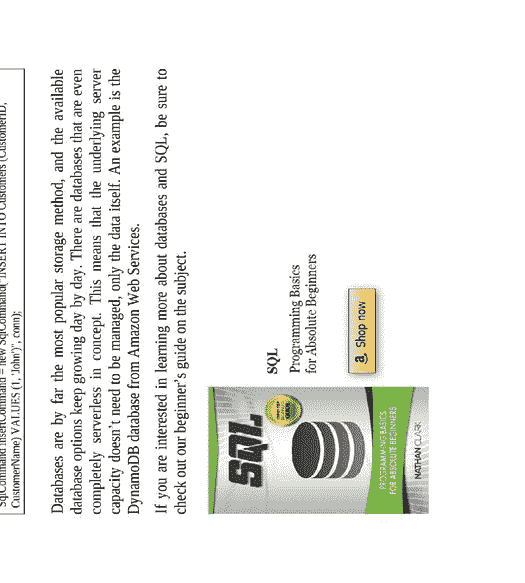 SqlCommand insertCommand = new SqlCommand("INSERT INTO Customers (CustomerID,
CustomerName) VALUES (1, 'John')", conn);
Databases are by far the most popular storage method, and the available
database options keep growing day by day. There are databases that are even
completely serverless in concept. This means that the underlying server
capacity doesn't need to be managed, only the data itself. An example is the
DynamoDB database from Amazon Web Services.
If you are interested in learning more about databases and SQL, be sure to
check out our beginner's guide on the subject.
SQL
PROGRAMMING BASICS
FOR ABSOLUTE BEGINNERS
NATHAN CLARK
SQL
Programming Basics
for Absolute Beginners
a Shop now